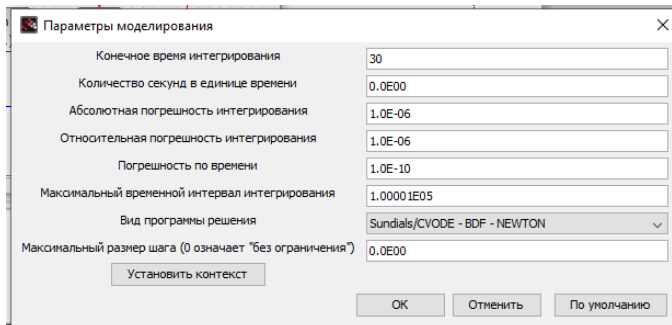 Параметры моделирования
Конечное время интегрирования 30
Количество секунд в единице времени 0.0E00
Абсолютная погрешность интегрирования 1.0E-06
Относительная погрешность интегрирования 1.0E-06
Погрешность по времени 1.0E-10
Максимальный временной интервал интегрирования 1.00001E05
Вид программы решения Sundials/CVODE - BDF - NEWTON
Максимальный размер шага (0 означает "без ограничения") 0.0E00
Установить контекст
OK Отменить По умолчанию